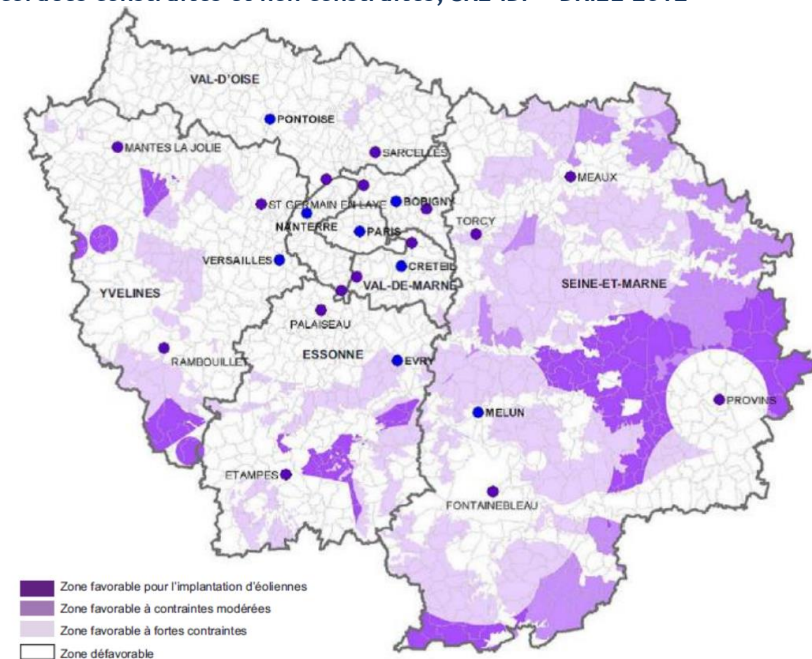 VAL-D'OISE
PONTOISE
MANTES LA JOLIE
SARCELLES
MEAUX
ST GERMAIN EN LAYE
BOBIGNY
NANTERRE
PARIS
TORCY
VERSAILLES
CRETEIL
VAL-DE-MARNE
SEINE-ET-MARNE
YVELINES
PALAISEAU
RAMBOUILLET
ESSONNE
EVRY
PROVINS
MELUN
ETAMPES
FONTAINEBLEAU
Zone favorable pour l'implantation d'éoliennes
Zone favorable à contraintes modérées
Zone favorable à fortes contraintes
Zone défavorable